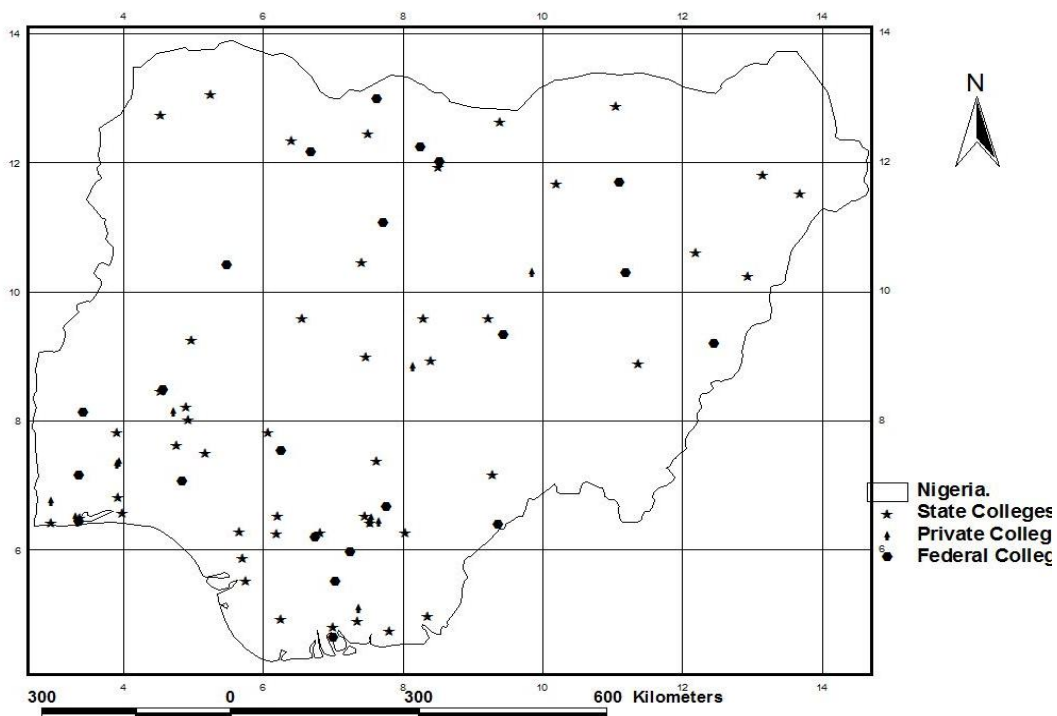 4 6 8 10 12 14
14 14
N
12 12
10 10
8 8
Nigeria.
State Colleges
Private Colleg
6 6
Federal Colleg
4 6 8 10 12 14
300 0 300 600 Kilometers